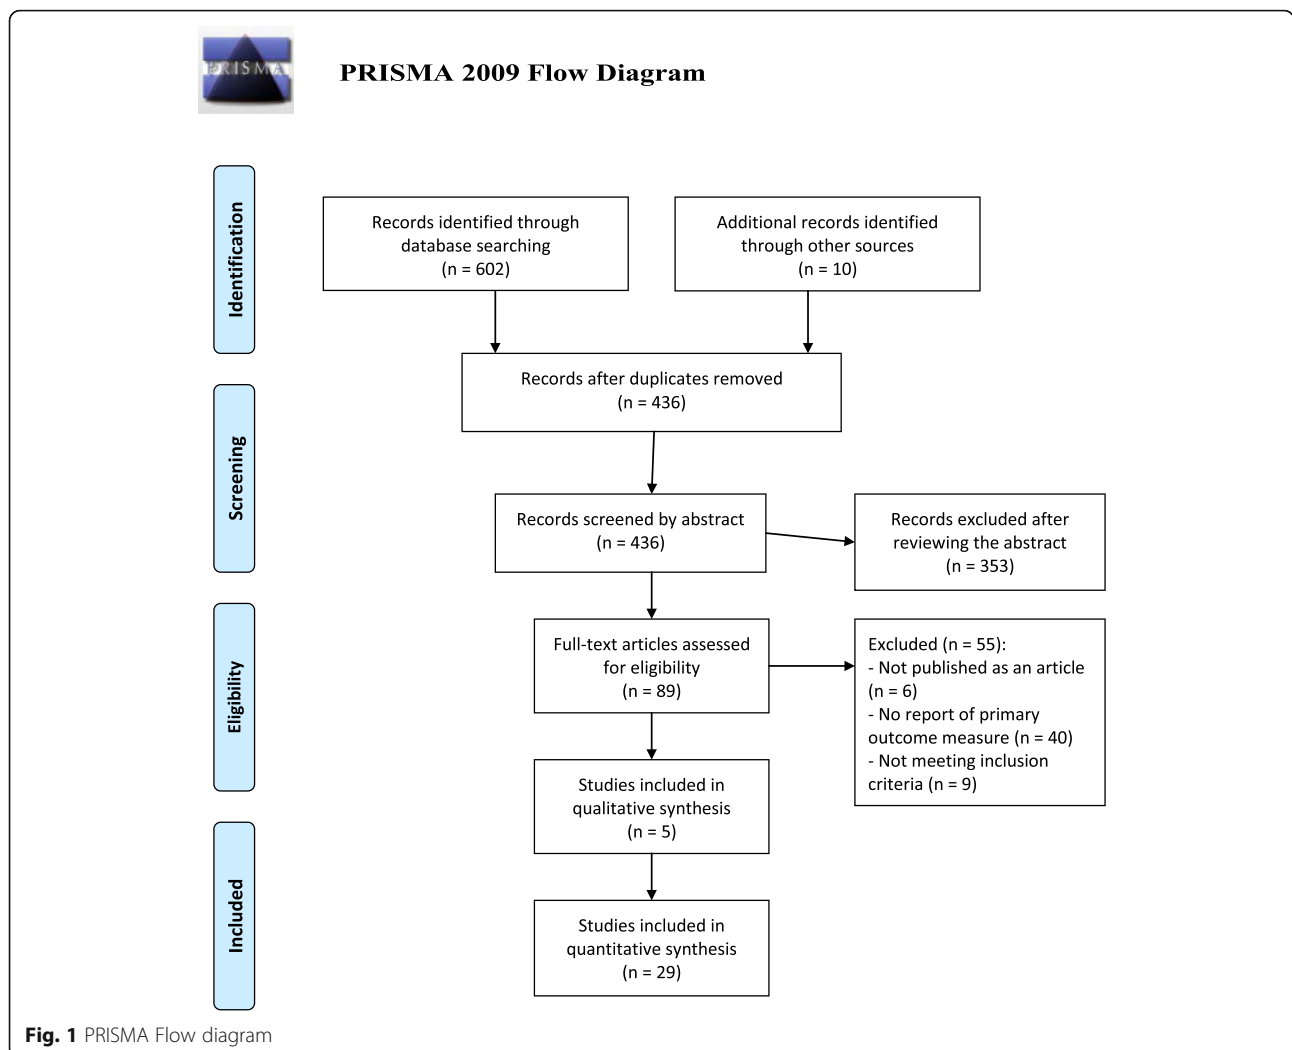 PRISMA
PRISMA 2009 Flow Diagram
Identification
Records identified through
database searching
(n = 602)
Additional records identified
through other sources
(n = 10)
Records after duplicates removed
(n = 436)
Screening
Records screened by abstract
(n = 436)
Records excluded after
reviewing the abstract
(n = 353)
Eligibility
Full-text articles assessed
for eligibility
(n = 89)
Excluded (n = 55):
- Not published as an article
(n = 6)
- No report of primary
outcome measure (n = 40)
- Not meeting inclusion
criteria (n = 9)
Studies included in
qualitative synthesis
(n = 5)
Included
Studies included in
quantitative synthesis
(n = 29)
Fig. 1 PRISMA Flow diagram